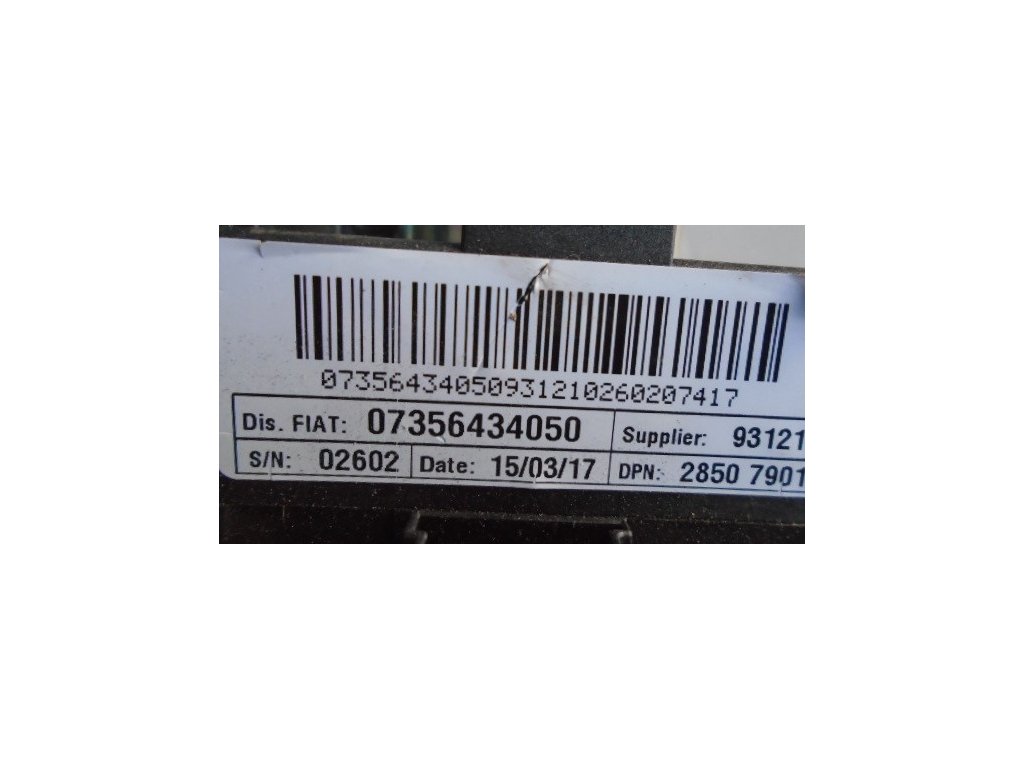 07356434050931210260207417
Dis. FIAT: 07356434050 Supplier: 93121
S/N: 02602 Date: 15/03/17 DPN: 2850 7901